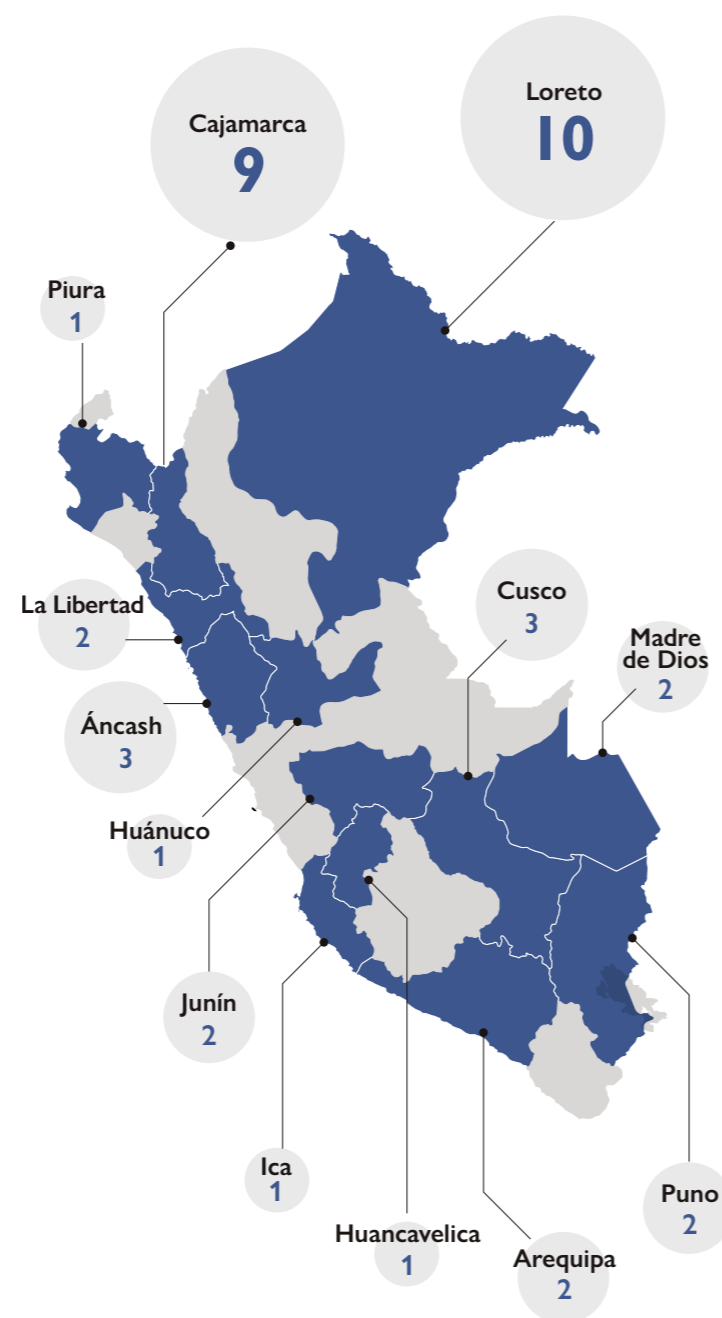 Loreto
10
Cajamarca
9
Piura
1
La Libertad
2
Cusco
3
Madre
de Dios
2
Áncash
3
Huánuco
1
Junín
2
Ica
1
Huancavelica
1
Arequipa
2
Puno
2